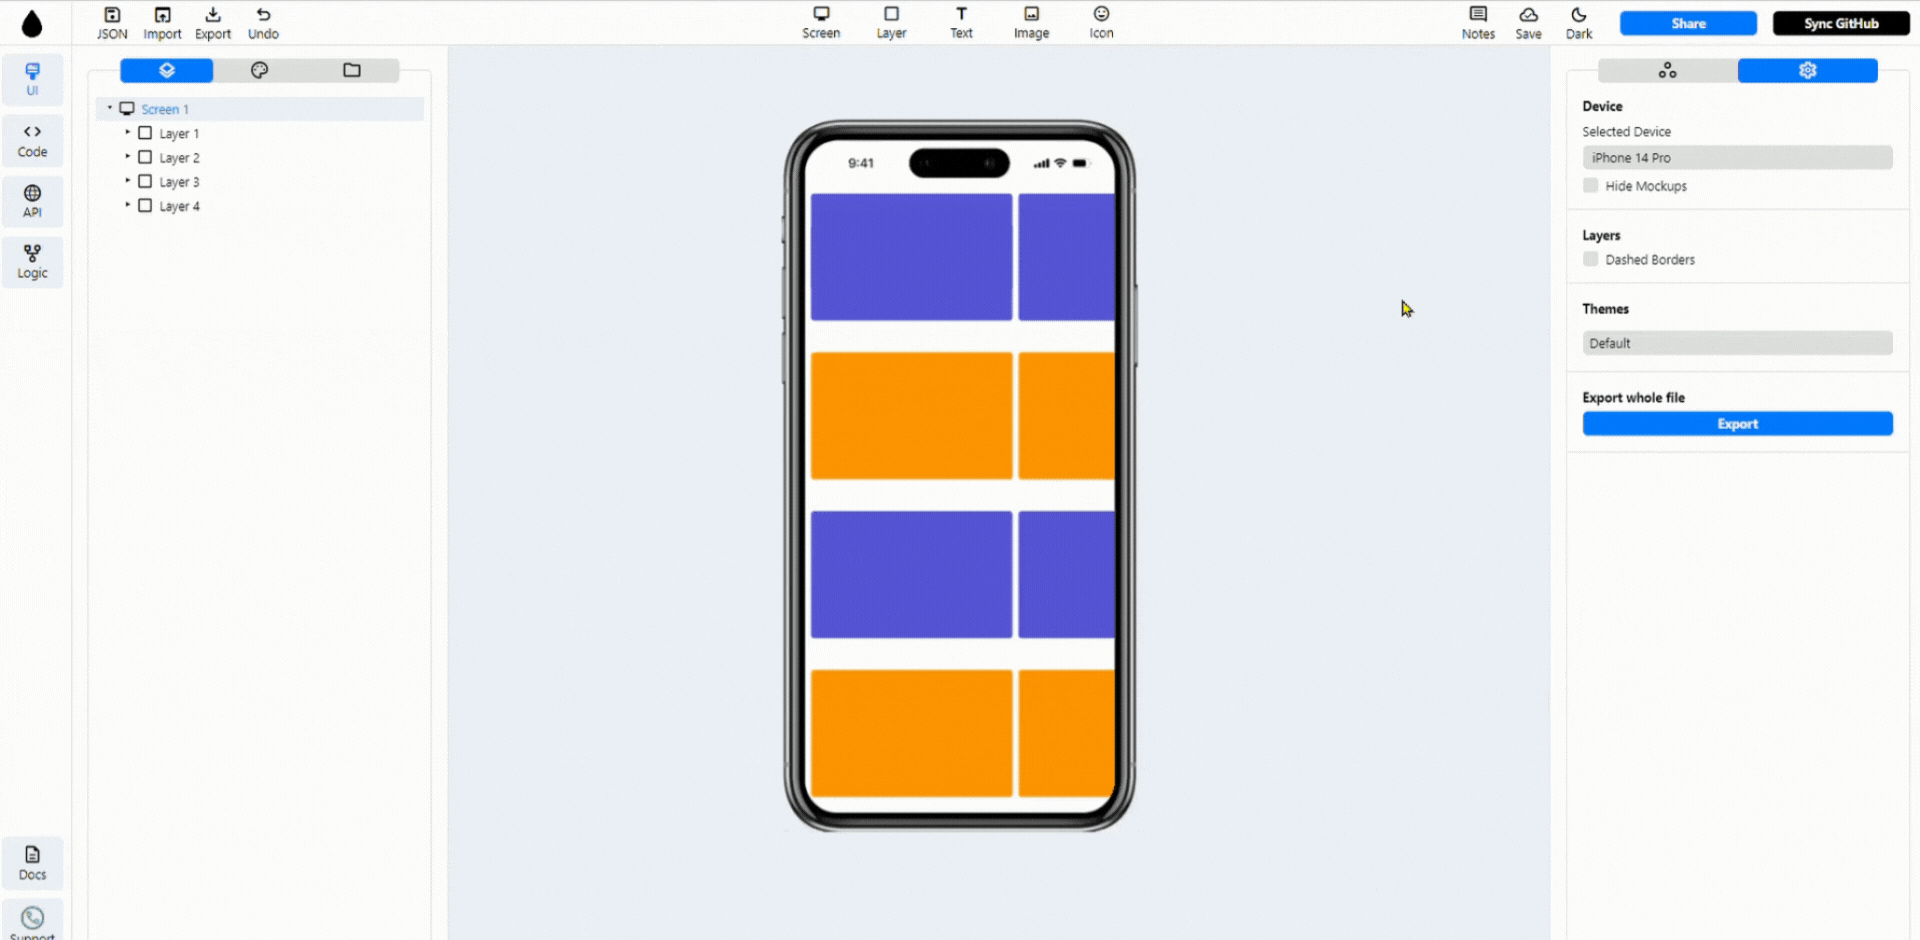 JSON
Import
Export
Undo
Screen
Layer
Text
Image
Icon
Notes
Save
Dark
Share
Sync GitHub
UI
Code
API
Logic
Docs
Support
Screen 1
Layer 1
Layer 2
Layer 3
Layer 4
9:41
Device
Selected Device
iPhone 14 Pro
Hide Mockups
Layers
Dashed Borders
Themes
Default
Export whole file
Export